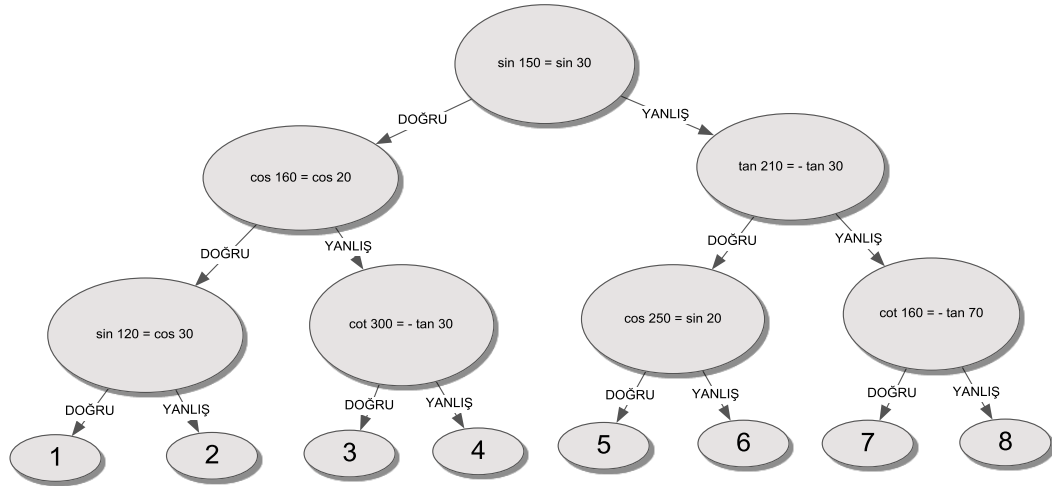 sin 150 = sin 30
DOĞRU
YANLIŞ
cos 160 = cos 20
tan 210 = - tan 30
DOĞRU
YANLIŞ
DOĞRU
YANLIŞ
sin 120 = cos 30
cot 300 = - tan 30
cos 250 = sin 20
cot 160 = - tan 70
DOĞRU
YANLIŞ
DOĞRU
YANLIŞ
DOĞRU
YANLIŞ
DOĞRU
YANLIŞ
1
2
3
4
5
6
7
8